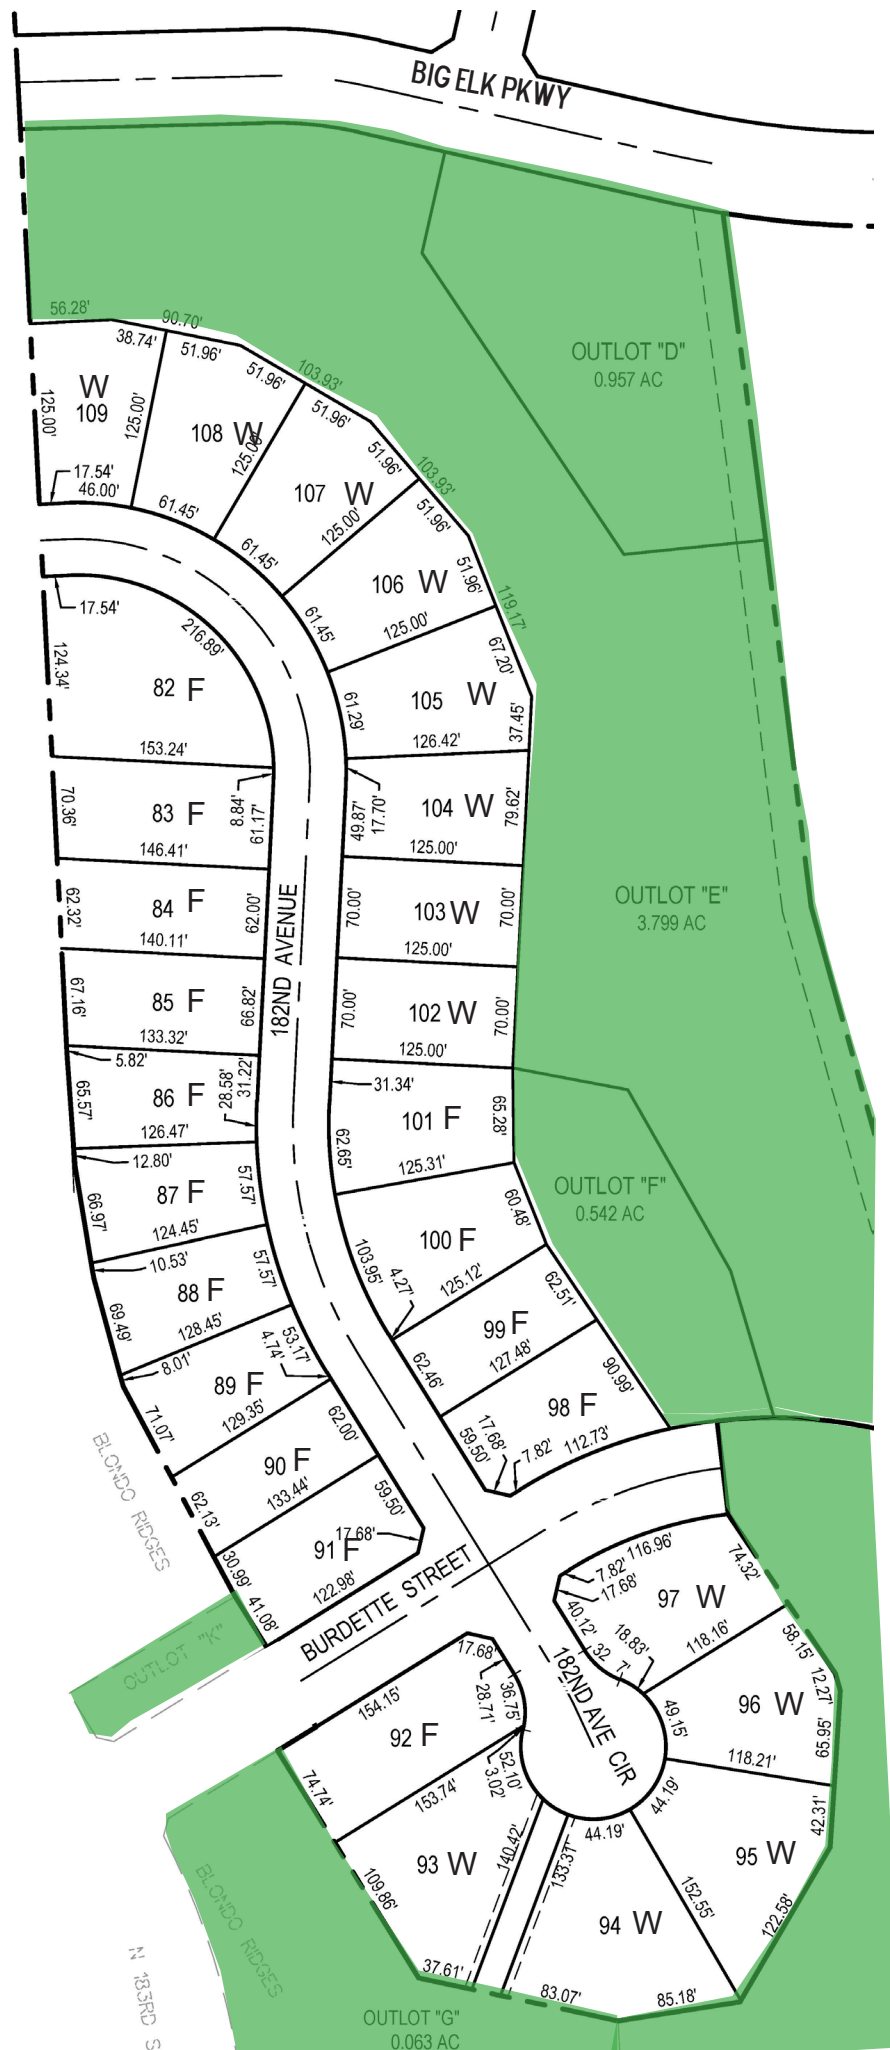 BIG ELK PKWY
56.28'
90.70'
38.74'
51.96'
51.96'
103.93'
OUTLOT "D"
0.957 AC
W
109
125.00'
125.00'
108 W
125.00'
51.96'
51.96'
103.93'
17.54'
46.00'
61.45'
107 W
125.00'
51.96'
51.96'
119.17'
61.45'
106 W
125.00'
17.54'
216.89'
61.45'
67.20'
124.34'
82 F
153.24'
61.29'
105 W
126.42'
37.45'
70.36'
83 F
146.41'
8.84'
61.17'
49.87'
17.70'
104 W
125.00'
79.62'
62.32'
84 F
140.11'
62.00'
182ND AVENUE
70.00'
103 W
125.00'
70.00'
OUTLOT "E"
3.799 AC
67.16'
85 F
133.32'
66.82'
70.00'
102 W
125.00'
70.00'
5.82'
65.57'
86 F
126.47'
28.58'
31.22'
31.34'
62.65'
101 F
125.31'
65.28'
12.80'
66.97'
87 F
124.45'
57.57'
OUTLOT "F"
0.542 AC
60.48'
100 F
125.12'
103.95'
4.27'
10.53'
69.49'
88 F
128.45'
57.57'
62.51'
99 F
127.48'
62.46'
8.01'
71.07'
89 F
129.35'
53.17'
4.74'
90.99'
98 F
112.73'
17.68'
59.50'
7.82'
62.00'
90 F
133.44'
62.13'
BLONDO RIDGES
59.50'
17.68'
91 F
122.98'
30.99'
41.08'
BURDETTE STREET
OUTLOT "K"
7.82'
116.96'
17.68'
74.32'
97 W
40.12'
18.83'
118.16'
32
7'
58.15'
12.27'
182ND AVE CIR
17.68'
36.75'
28.71'
154.15'
92 F
153.74'
74.74'
52.10'
3.02'
49.15'
96 W
65.95'
118.21'
44.19'
44.19'
42.31'
95 W
122.58'
152.55'
109.86'
93 W
140.42'
133.31'
94 W
37.61'
83.07'
85.18'
BLONDO RIDGES
N 183RD S
OUTLOT "G"
0.063 AC